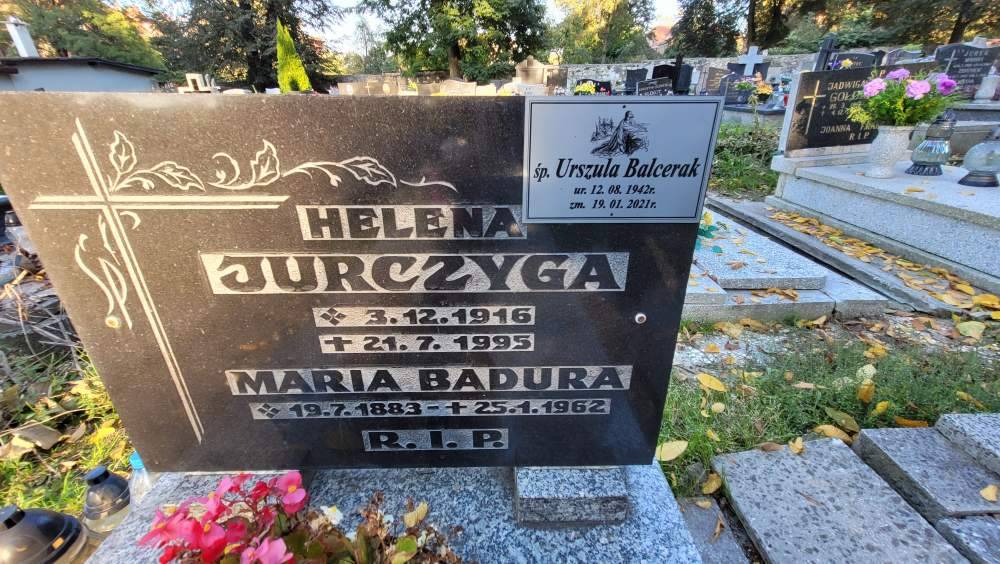 śp. Urszula Balcerak
ur. 12. 08. 1942r.
zm. 19. 01. 2021r.
HELENA
JURCZYGA
3.12.1916
+ 21.7.1995
MARIA BADURA
19.7.1883 - + 25.1.1962
R. I. P.
JADWIGA
JOANNA
R I P